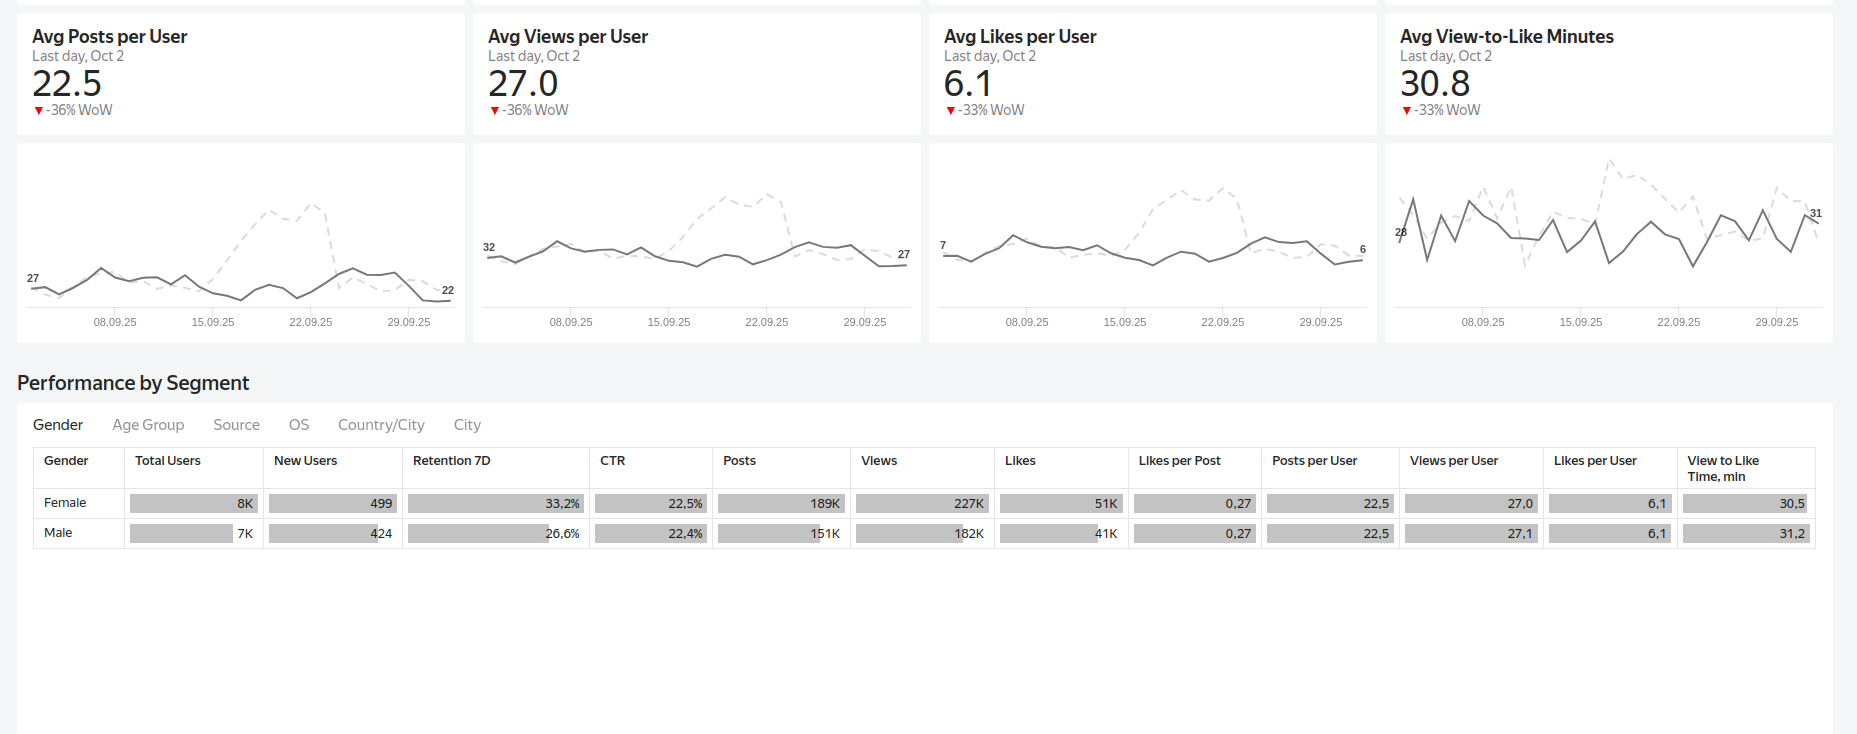 Avg Posts per User
Last day, Oct 2
22.5
▼-36% WoW
Avg Views per User
Last day, Oct 2
27.0
▼-36% WoW
Avg Likes per User
Last day, Oct 2
6.1
▼-33% WoW
Avg View-to-Like Minutes
Last day, Oct 2
30.8
▼-33% WoW
27
22
08.09.25 15.09.25 22.09.25 29.09.25
32
27
08.09.25 15.09.25 22.09.25 29.09.25
7
6
08.09.25 15.09.25 22.09.25 29.09.25
28
31
08.09.25 15.09.25 22.09.25 29.09.25
Performance by Segment
Gender Age Group Source OS Country/City City
Gender Total Users New Users Retention 7D CTR Posts Views Likes Likes per Post Posts per User Views per User Likes per User View to Like
Time, min
Female 8K 499 33,2% 22,5% 189K 227K 51K 0,27 22,5 27,0 6,1 30,5
Male 7K 424 26,6% 22,4% 151K 182K 41K 0,27 22,5 27,1 6,1 31,2